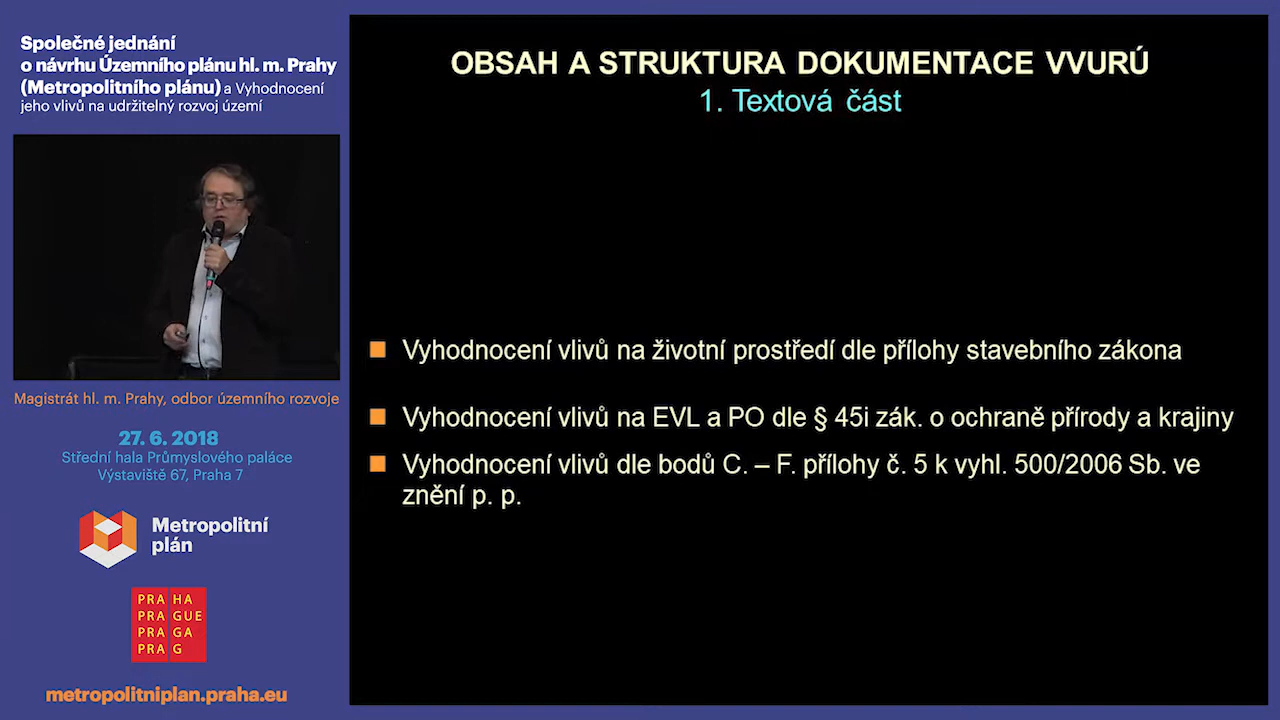 Společné jednání
o návrhu Územního plánu hl. m. Prahy
(Metropolitního plánu) a Vyhodnocení
jeho vlivů na udržitelný rozvoj území
Magistrát hl. m. Prahy, odbor územního rozvoje
27. 6. 2018
Střední hala Průmyslového paláce
Výstaviště 67, Praha 7
Metropolitní
plán
PRA HA
PRA GUE
PRA GA
PRA G
metropolitniplan.praha.eu
OBSAH A STRUKTURA DOKUMENTACE VVURÚ
1. Textová část
Vyhodnocení vlivů na životní prostředí dle přílohy stavebního zákona
Vyhodnocení vlivů na EVL a PO dle § 45i zák. o ochraně přírody a krajiny
Vyhodnocení vlivů dle bodů C. – F. přílohy č. 5 k vyhl. 500/2006 Sb. ve
znění p. p.